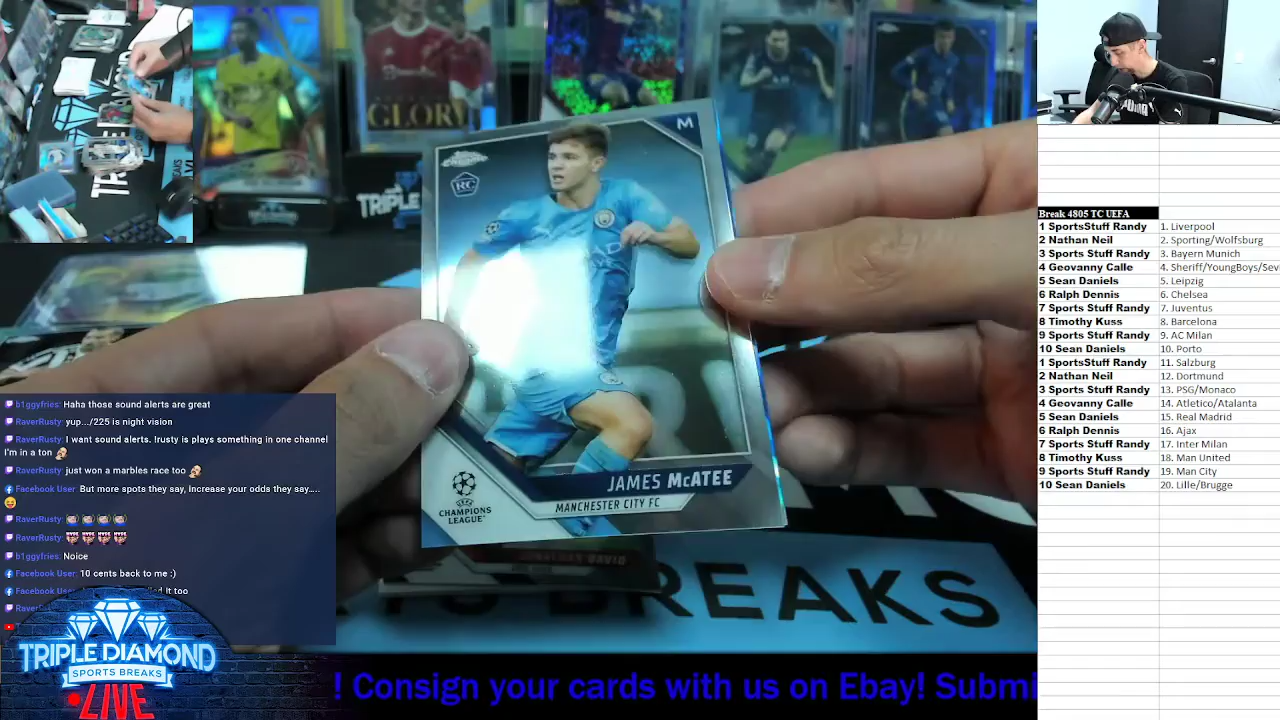 GLORY
TRIPLE
M
RC
JAMES McATEE
MANCHESTER CITY FC
UEFA
CHAMPIONS
LEAGUE
BREAKS
b1ggyfries: Haha those sound alerts are great
RaverRusty: yup.../225 is night vision
RaverRusty: I want sound alerts. Irusty is plays something in one channel
I'm in a ton
RaverRusty: just won a marbles race too
Facebook User: But more spots they say, increase your odds they say....
RaverRusty:
RaverRusty:
b1ggyfries: Noice
Facebook User: 10 cents back to me :)
it too
TRIPLE DIAMOND
SPORTS BREAKS
LIVE
! Consign your cards with us on Ebay! Submi
Break 4805 TC UEFA
1 SportsStuff Randy 1. Liverpool
2 Nathan Neil 2. Sporting/Wolfsburg
3 Sports Stuff Randy 3. Bayern Munich
4 Geovanny Calle 4. Sheriff/YoungBoys/Sev
5 Sean Daniels 5. Leipzig
6 Ralph Dennis 6. Chelsea
7 Sports Stuff Randy 7. Juventus
8 Timothy Kuss 8. Barcelona
9 Sports Stuff Randy 9. AC Milan
10 Sean Daniels 10. Porto
1 SportsStuff Randy 11. Salzburg
2 Nathan Neil 12. Dortmund
3 Sports Stuff Randy 13. PSG/Monaco
4 Geovanny Calle 14. Atletico/Atalanta
5 Sean Daniels 15. Real Madrid
6 Ralph Dennis 16. Ajax
7 Sports Stuff Randy 17. Inter Milan
8 Timothy Kuss 18. Man United
9 Sports Stuff Randy 19. Man City
10 Sean Daniels 20. Lille/Brugge